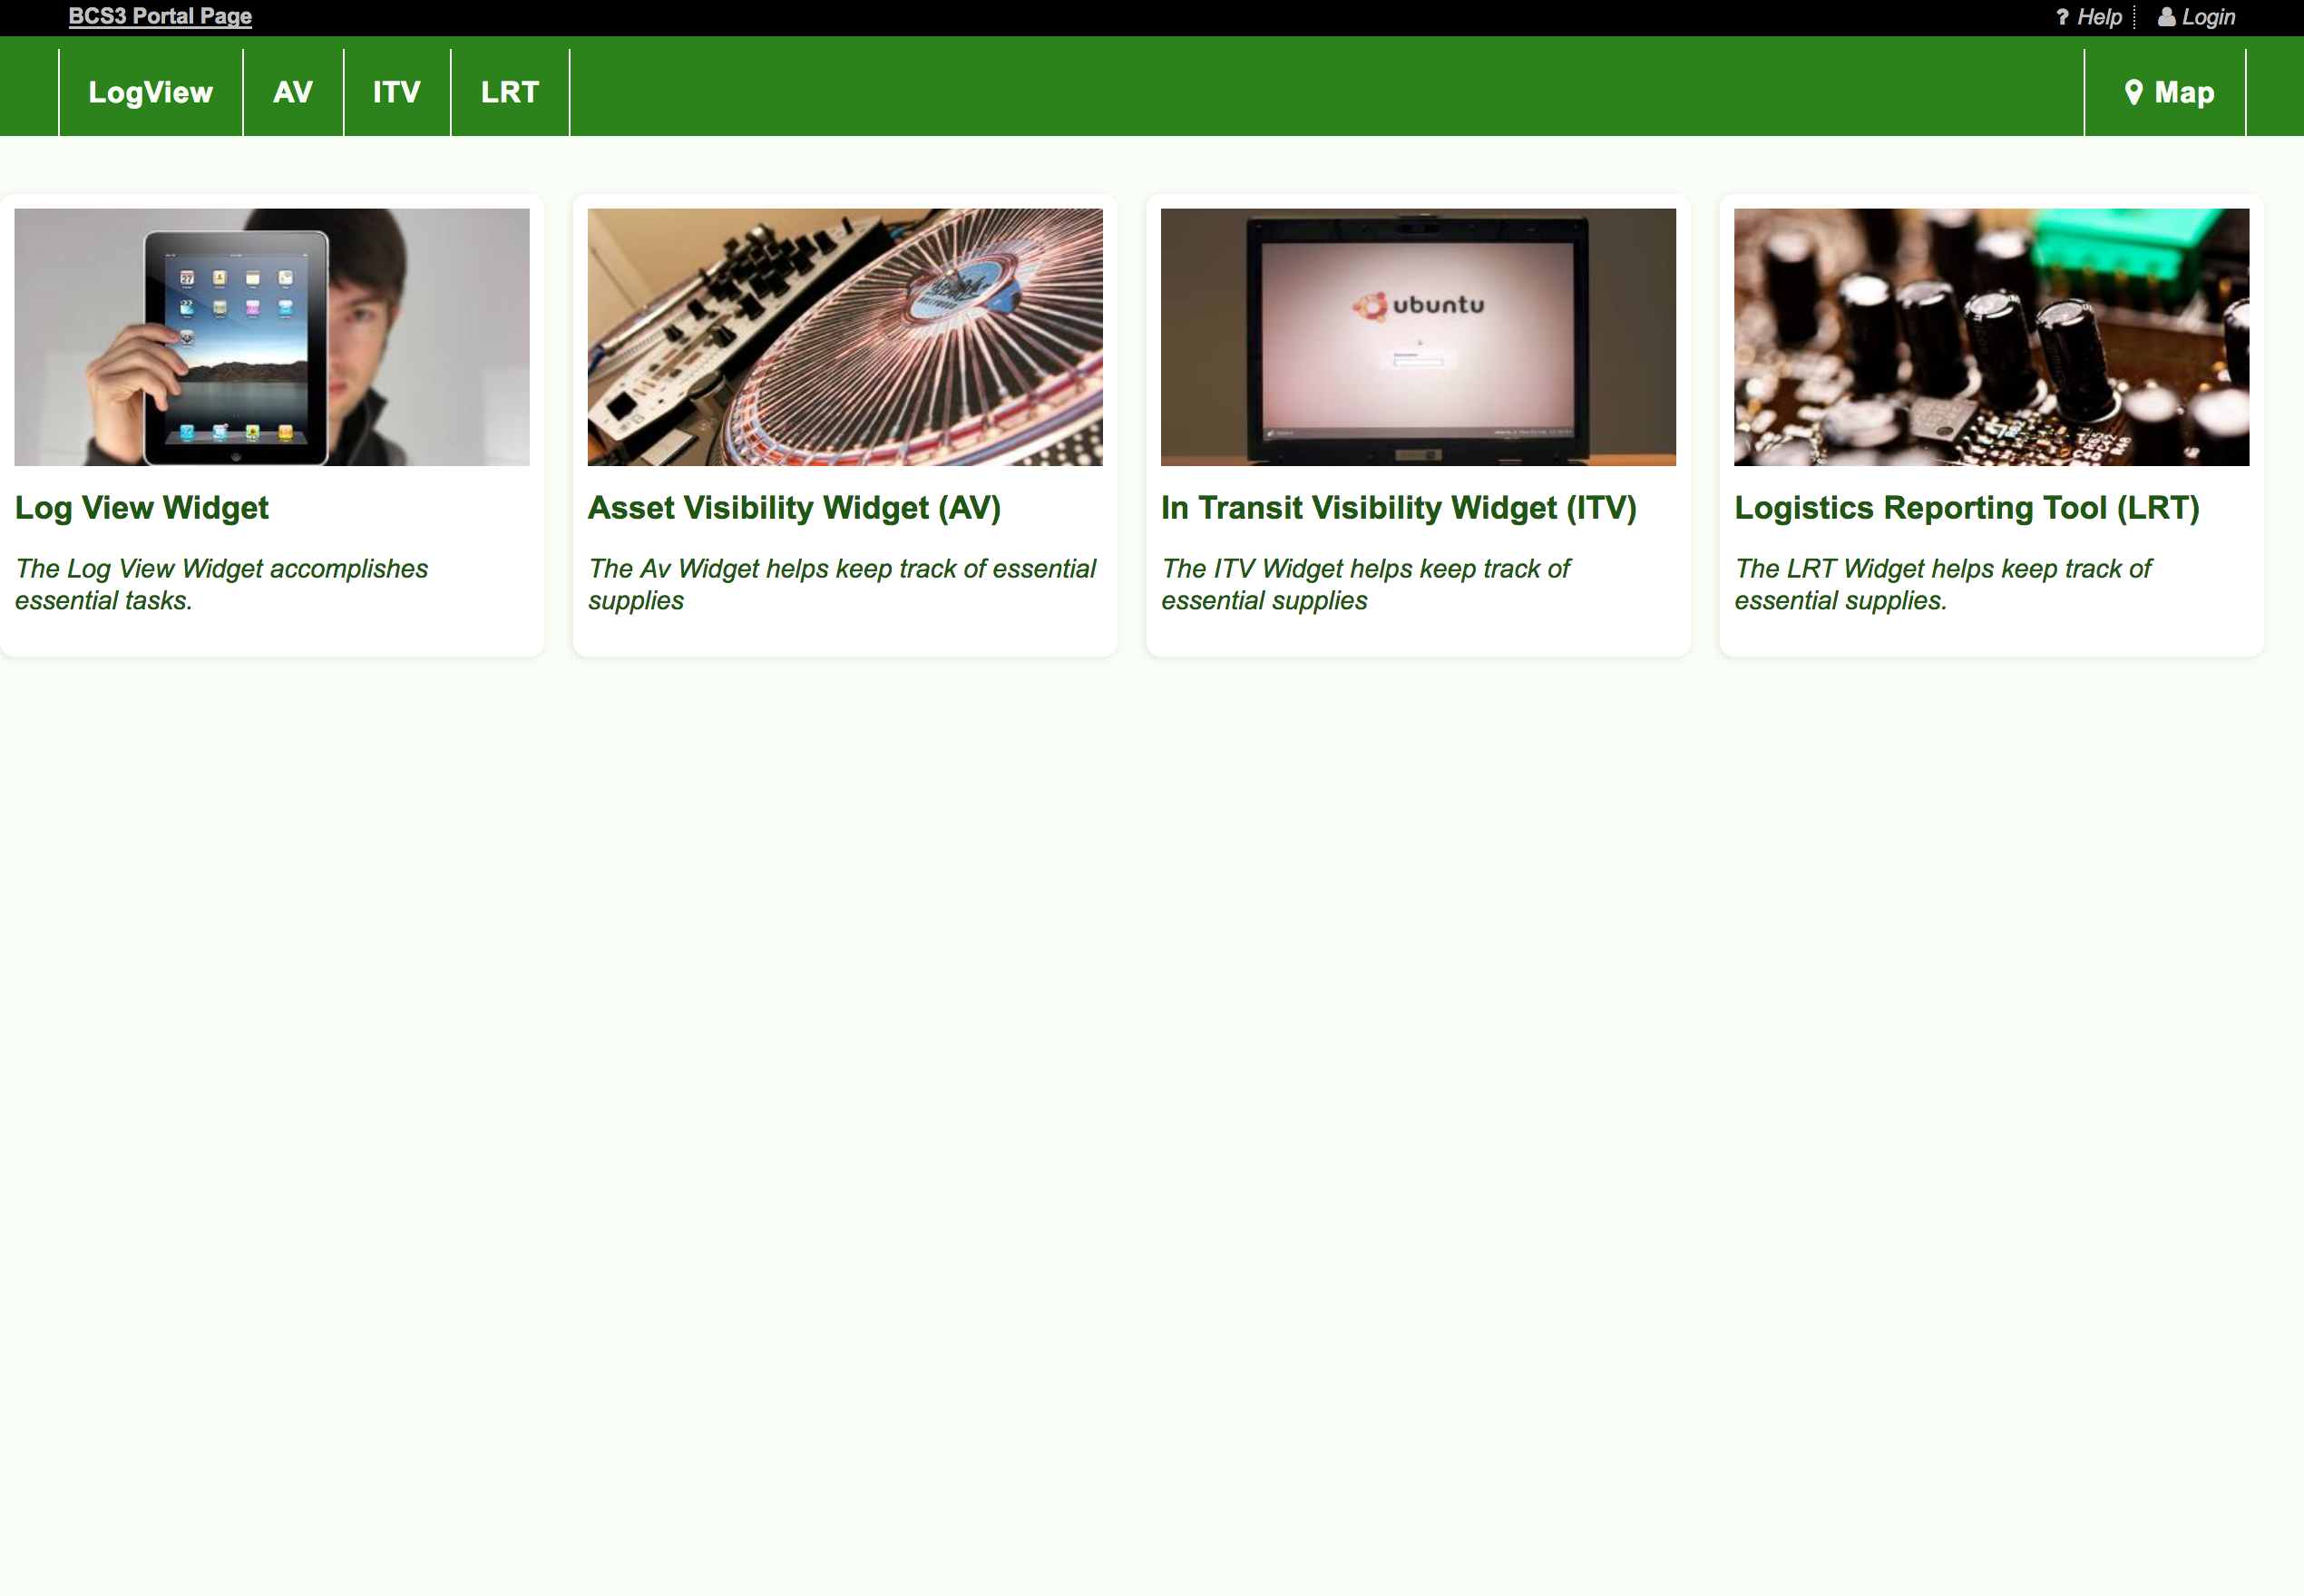 BCS3 Portal Page
? Help
Login
LogView
AV
ITV
LRT
Map
ubuntu
Log View Widget
The Log View Widget accomplishes
essential tasks.
Asset Visibility Widget (AV)
The Av Widget helps keep track of essential
supplies
In Transit Visibility Widget (ITV)
The ITV Widget helps keep track of
essential supplies
Logistics Reporting Tool (LRT)
The LRT Widget helps keep track of
essential supplies.